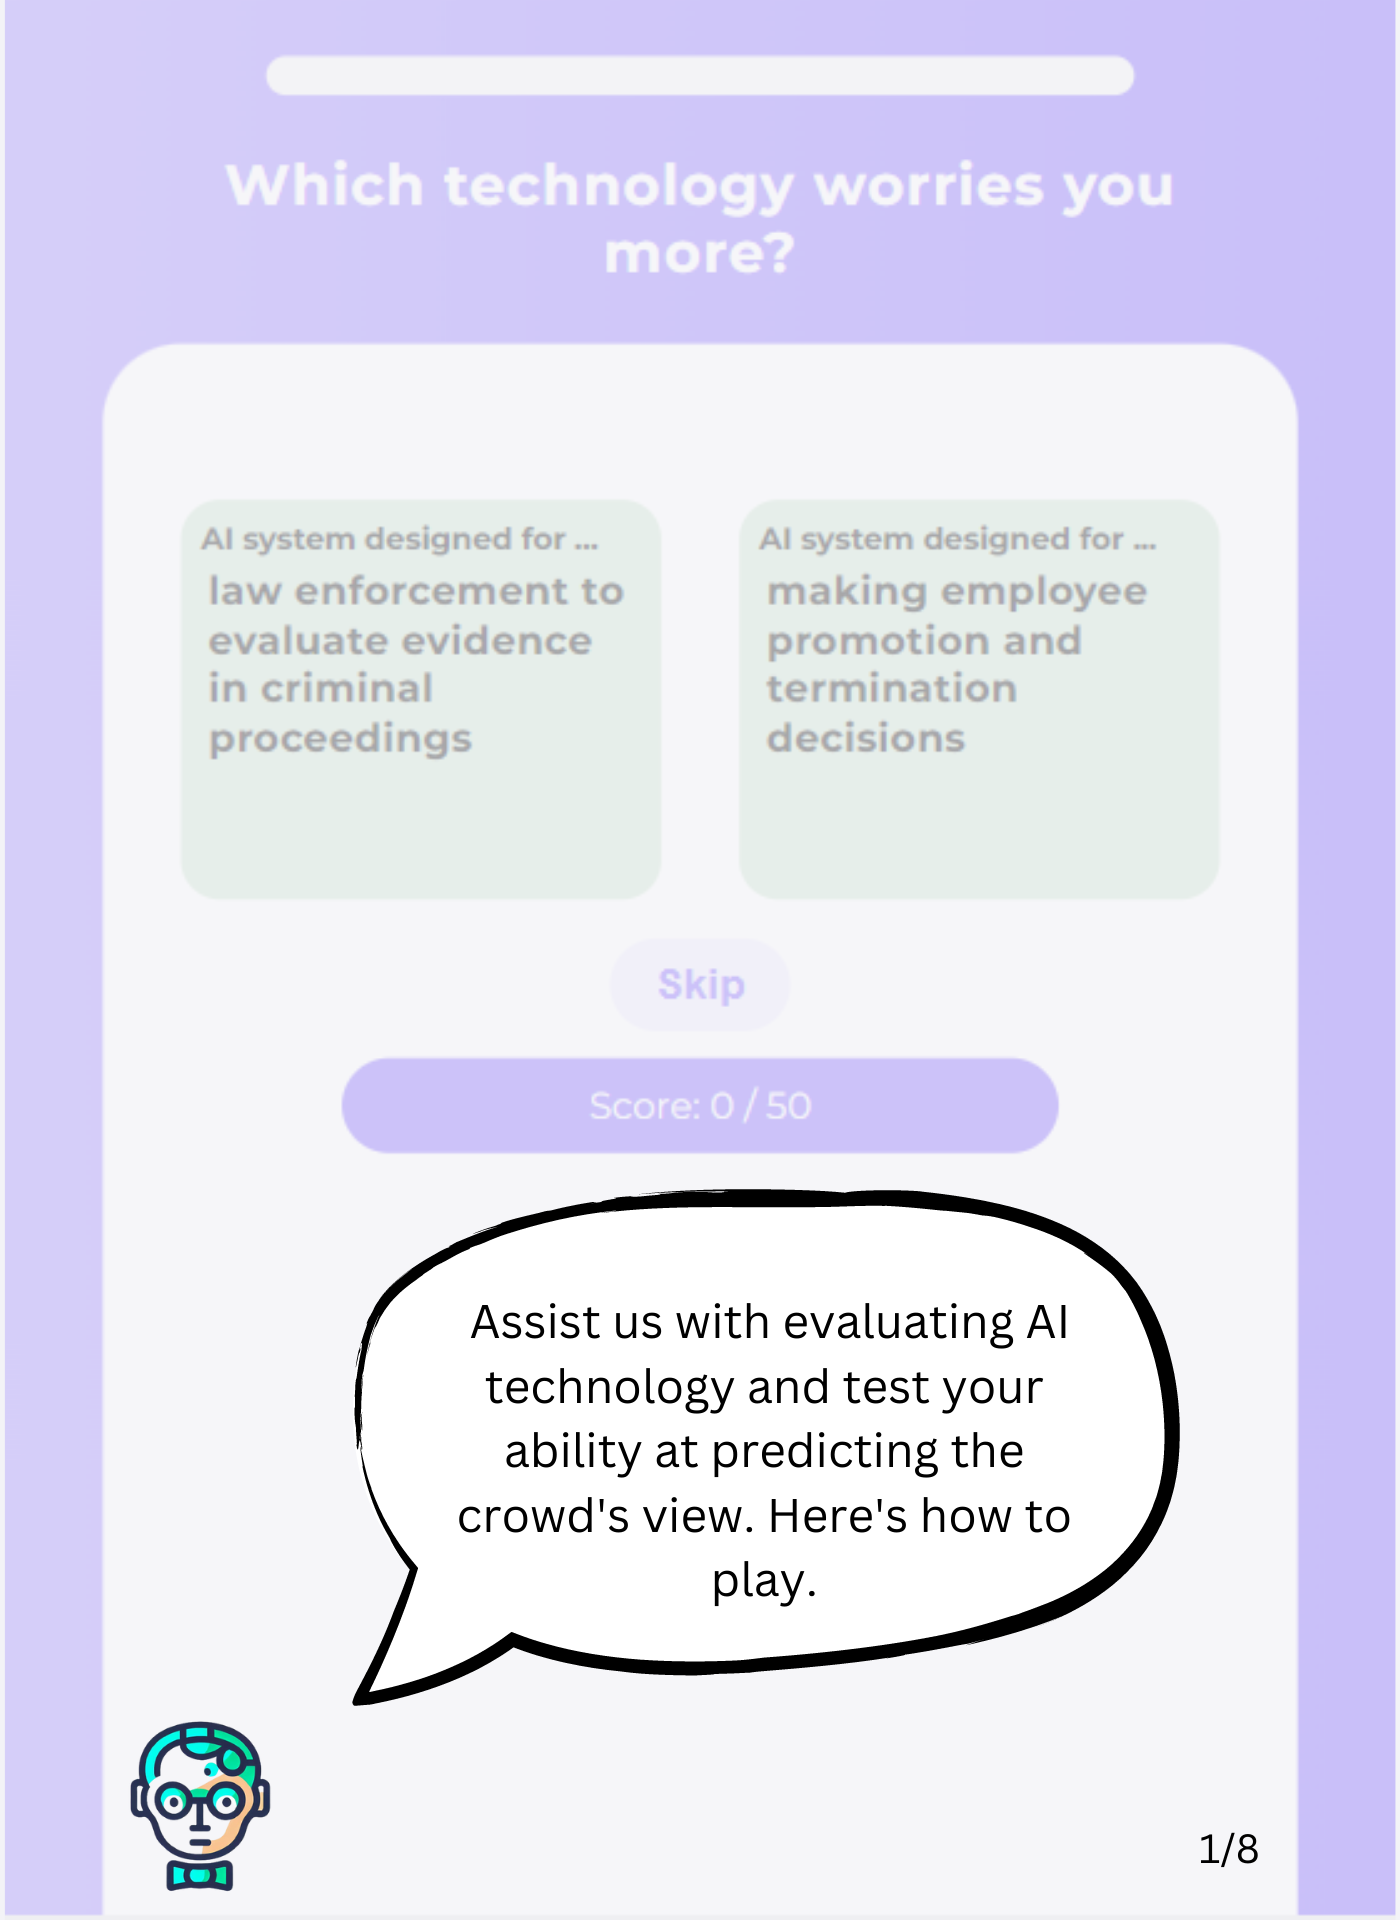 Which technology worries you
more?
AI system designed for ...
law enforcement to
evaluate evidence
in criminal
proceedings
AI system designed for ...
making employee
promotion and
termination
decisions
Skip
Score: 0 / 50
Assist us with evaluating AI
technology and test your
ability at predicting the
crowd's view. Here's how to
play.
1/8